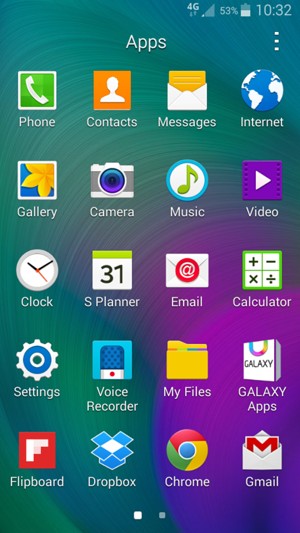 4G 53% 10:32
Apps
Phone Contacts Messages Internet
Gallery Camera Music Video
31
Clock S Planner Email Calculator
GALAXY
Settings Voice Recorder My Files GALAXY Apps
Flipboard Dropbox Chrome Gmail